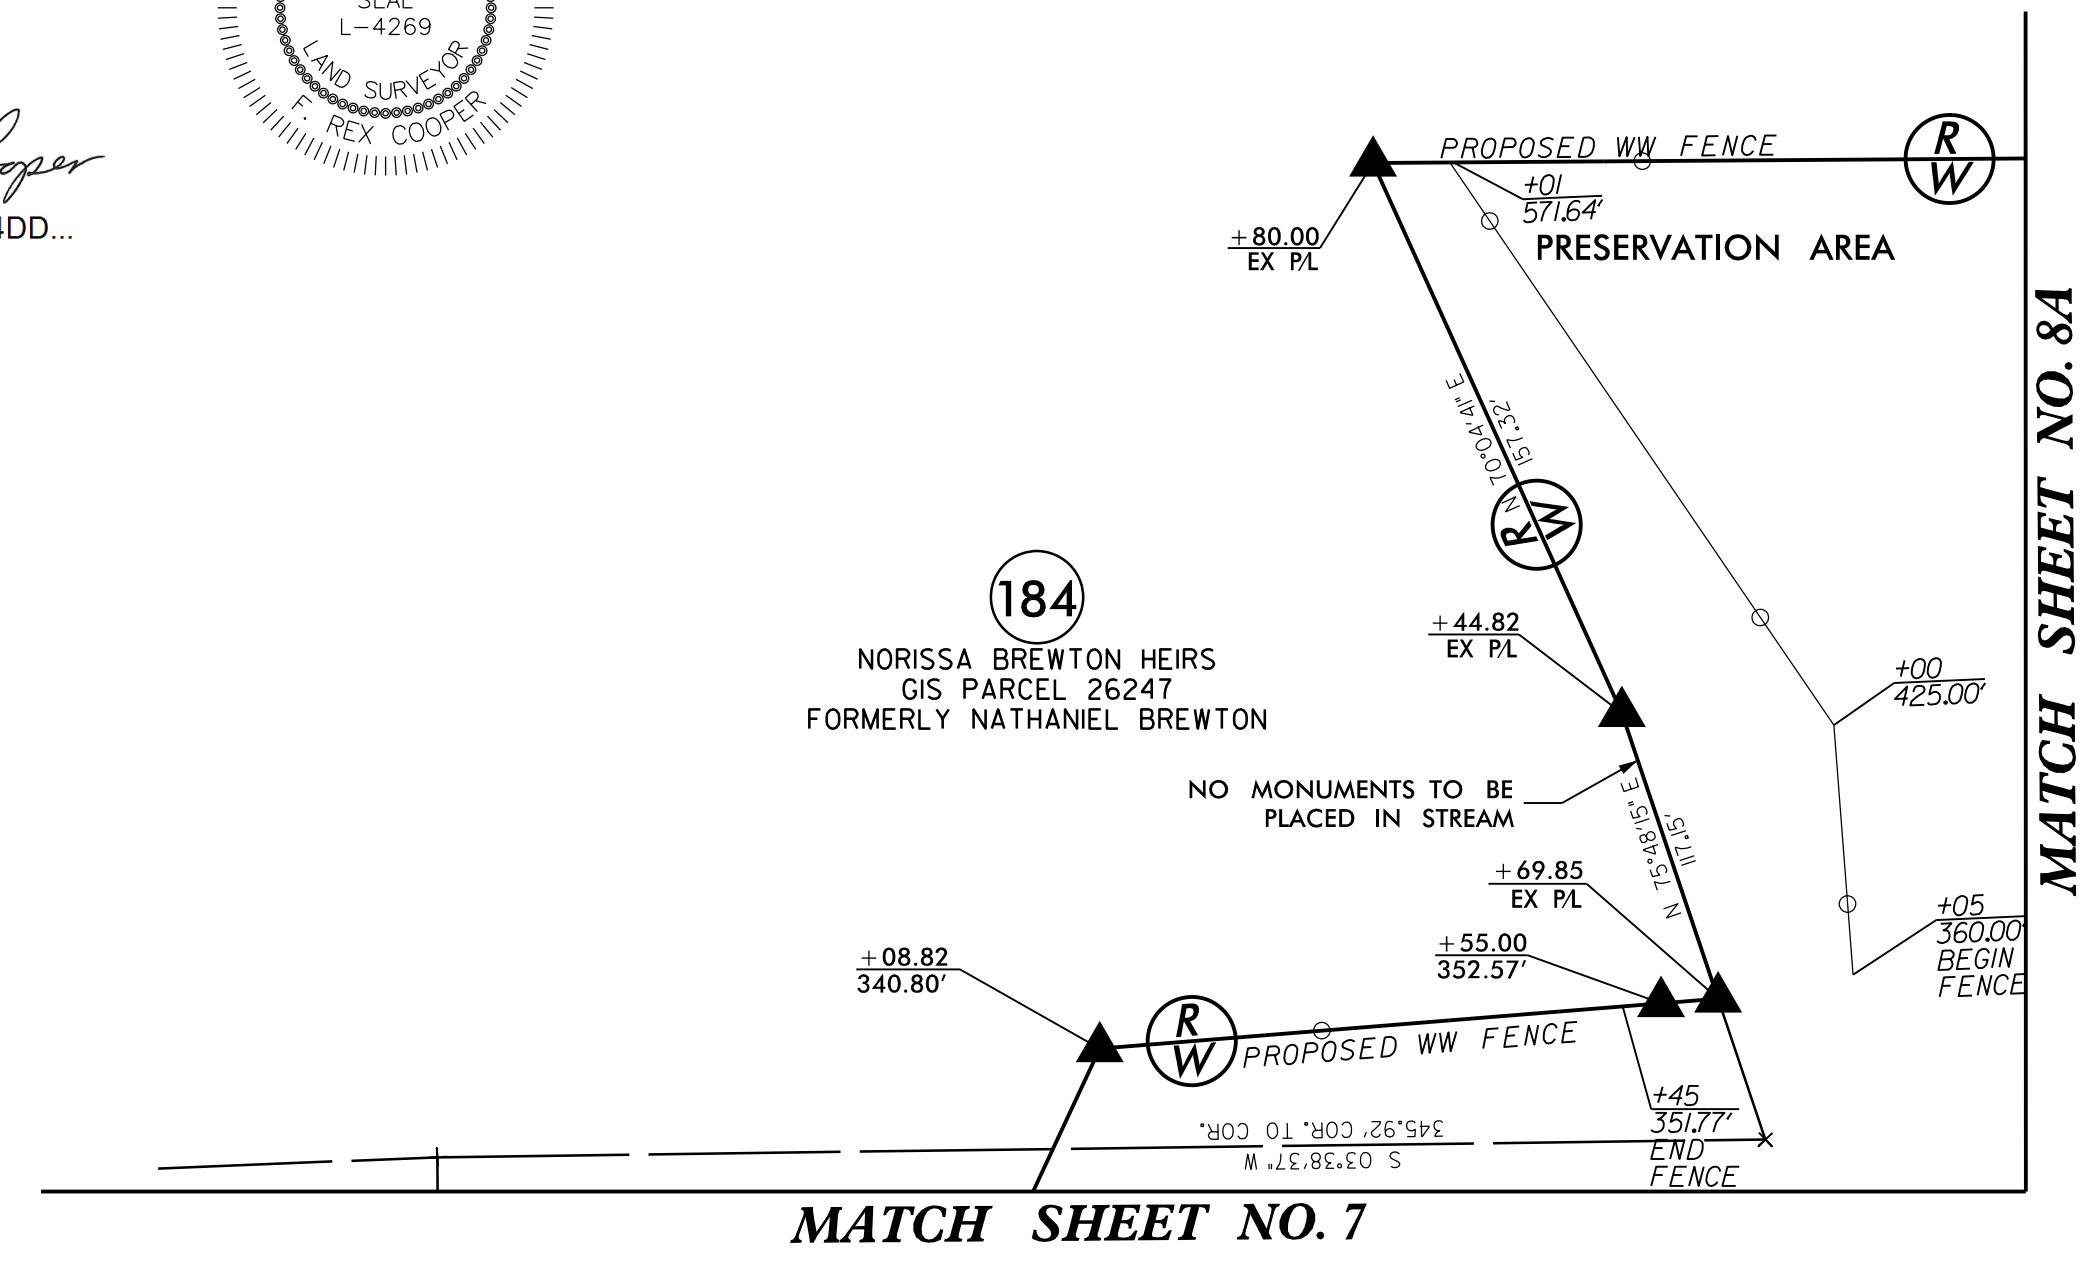 SEAL
L-4269
LAND SURVEYOR
F. REX COOPER
4DD...
PROPOSED WW FENCE
R
W
+01
571.64'
+80.00
EX P/L
PRESERVATION AREA
N 70°04'41" E
157.32'
R
W
MATCH SHEET NO. 8A
184
NORISSA BREWTON HEIRS
GIS PARCEL 26247
FORMERLY NATHANIEL BREWTON
+44.82
EX P/L
+00
425.00'
NO MONUMENTS TO BE
PLACED IN STREAM
N 75°48'15" E
117.15'
+69.85
EX P/L
+05
360.00'
BEGIN
FENCE
+55.00
352.57'
+08.82
340.80'
R
W
PROPOSED WW FENCE
+45
351.77'
END
FENCE
345.92' COR. TO COR.
S 03°38'37" W
MATCH SHEET NO. 7